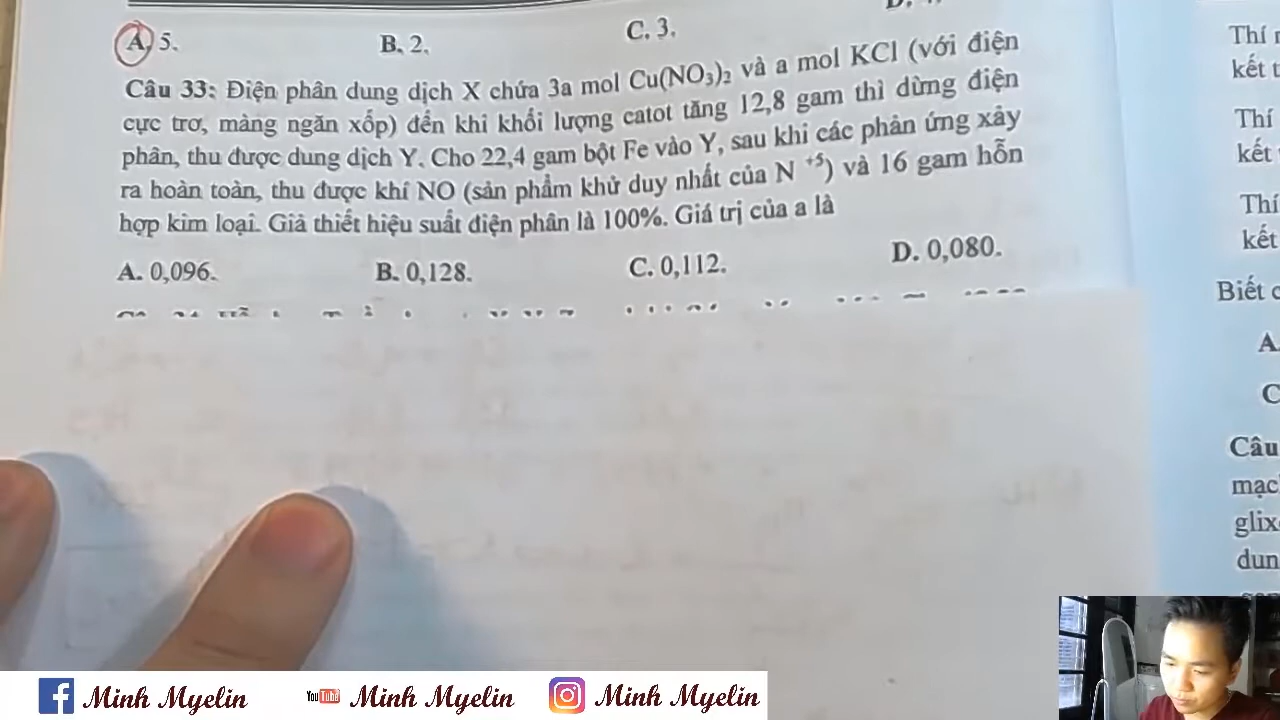 A. 5.
B. 2.
C. 3.
Câu 33: Điện phân dung dịch X chứa 3a mol Cu(NO₃)₂ và a mol KCl (với điện
cực trơ, màng ngăn xốp) đến khi khối lượng catot tăng 12,8 gam thì dừng điện
phân, thu được dung dịch Y. Cho 22,4 gam bột Fe vào Y, sau khi các phản ứng xảy
ra hoàn toàn, thu được khí NO (sản phẩm khử duy nhất của N⁺⁵) và 16 gam hỗn
hợp kim loại. Giả thiết hiệu suất điện phân là 100%. Giá trị của a là
A. 0,096.
B. 0,128.
C. 0,112.
D. 0,080.
Thí
kết
Thí
kết
Thí
kết
Biết
A.
C
Câu
mạc
glix
dun
Minh Myelin
YouTube Minh Myelin
Minh Myelin